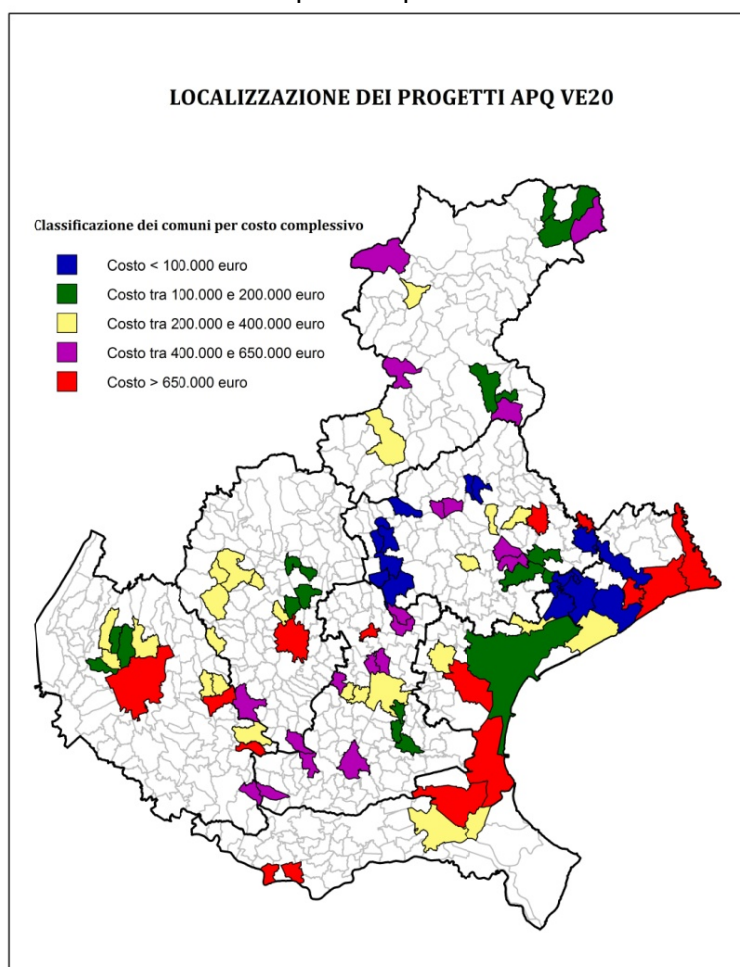 LOCALIZZAZIONE DEI PROGETTI APQ VE20
Classificazione dei comuni per costo complessivo
Costo < 100.000 euro
Costo tra 100.000 e 200.000 euro
Costo tra 200.000 e 400.000 euro
Costo tra 400.000 e 650.000 euro
Costo > 650.000 euro